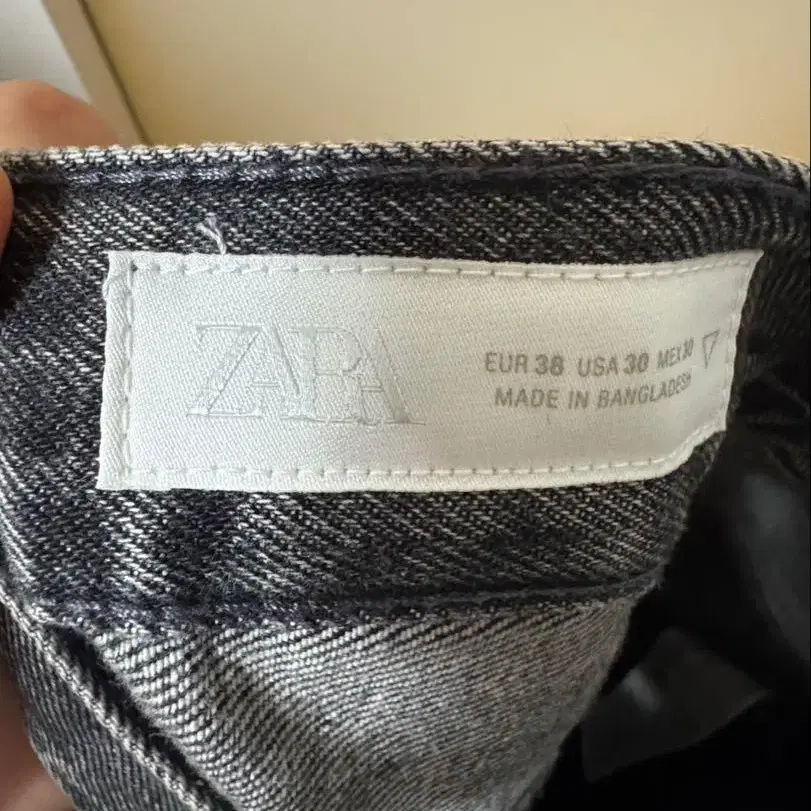 ZARA
EUR 38 USA 30 MEX 30
MADE IN BANGLADESH